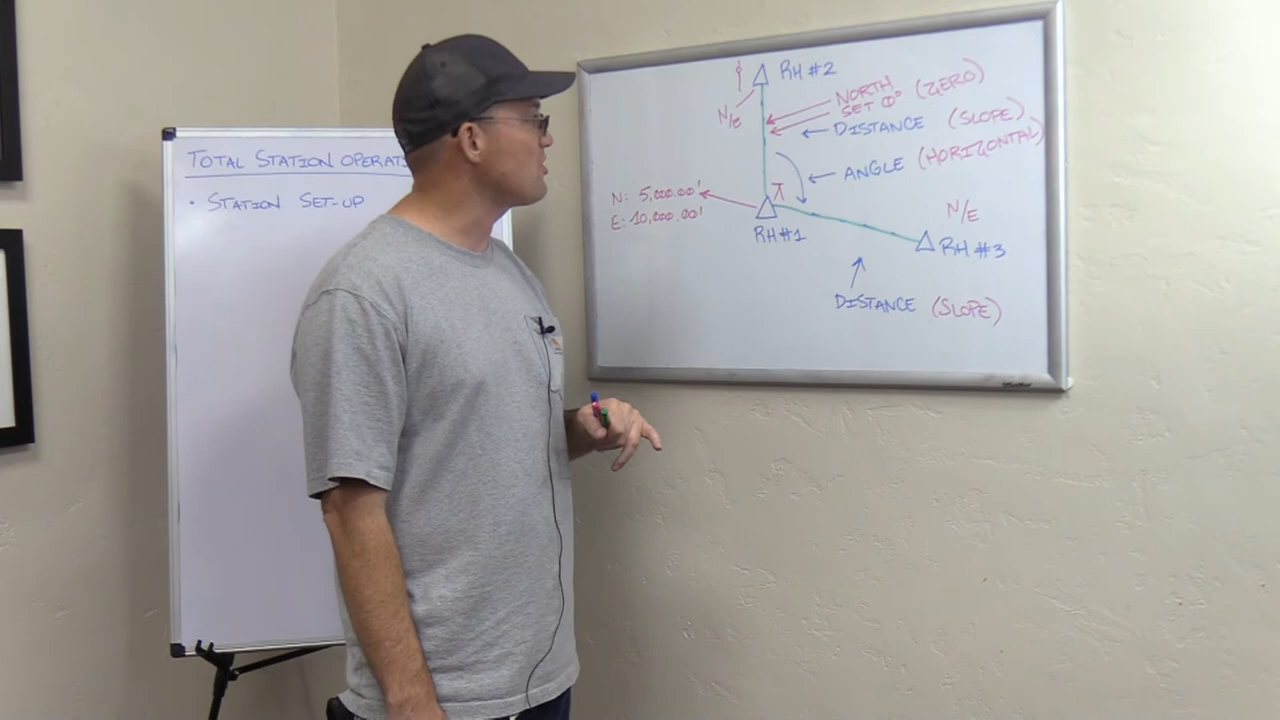 TOTAL STATION OPERATI
• STATION SET-UP
RH #2
N/E
NORTH
SET 0° (ZERO)
DISTANCE (SLOPE)
ANGLE (HORIZONTAL)
N: 5,000.00'
E: 10,000.00'
RH #1
N/E
RH #3
DISTANCE (SLOPE)